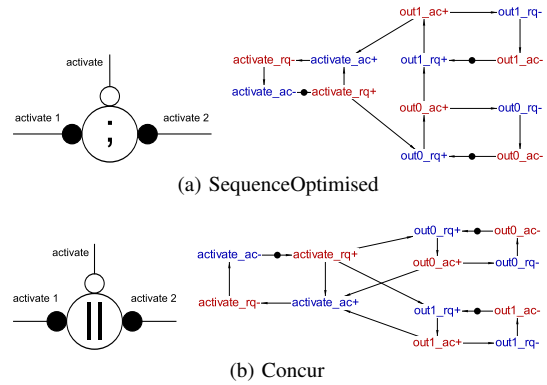 activate
activate 1
;
activate 2
out1_ac+ out1_rq-
activate_rq- activate_ac+ out1_rq+ out1_ac-
activate_ac- activate_rq+ out0_ac+ out0_rq-
out0_rq+ out0_ac-
(a) SequenceOptimised
activate
activate 1
||
activate 2
out0_rq+ out0_ac-
activate_ac- activate_rq+ out0_ac+ out0_rq-
activate_rq- activate_ac+ out1_rq+ out1_ac-
out1_ac+ out1_rq-
(b) Concur